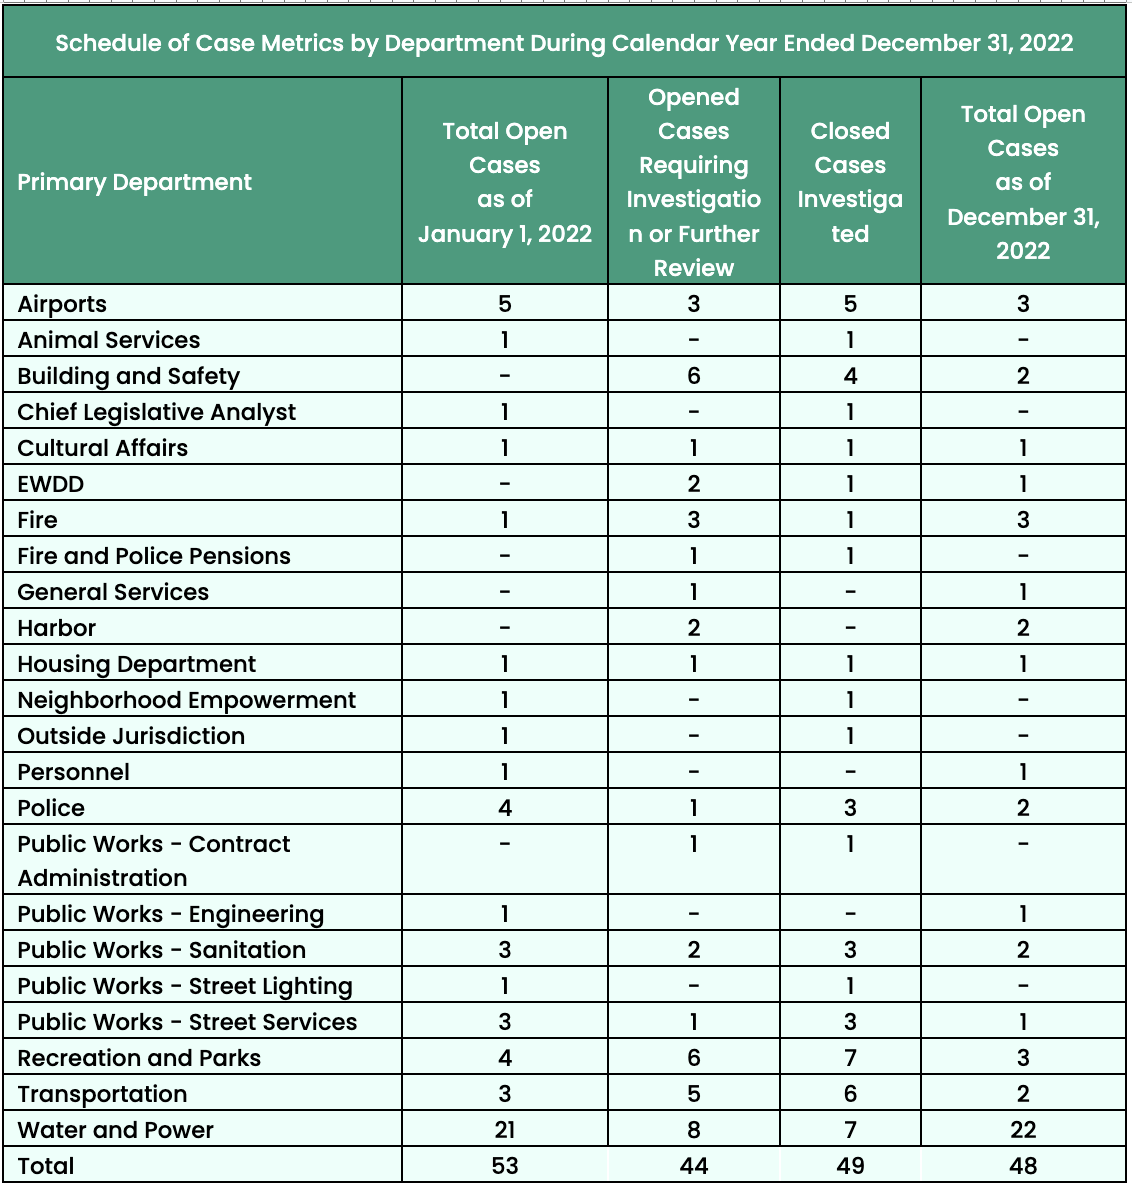 Schedule of Case Metrics by Department During Calendar Year Ended December 31, 2022
Primary Department
Total Open
Cases
as of
January 1, 2022
Opened
Cases
Requiring
Investigatio
n or Further
Review
Closed
Cases
Investiga
ted
Total Open
Cases
as of
December 31,
2022
Airports 5 3 5 3
Animal Services 1 - 1 -
Building and Safety - 6 4 2
Chief Legislative Analyst 1 - 1 -
Cultural Affairs 1 1 1 1
EWDD - 2 1 1
Fire 1 3 1 3
Fire and Police Pensions - 1 1 -
General Services - 1 - 1
Harbor - 2 - 2
Housing Department 1 1 1 1
Neighborhood Empowerment 1 - 1 -
Outside Jurisdiction 1 - 1 -
Personnel 1 - - 1
Police 4 1 3 2
Public Works - Contract - 1 1 -
Administration
Public Works - Engineering 1 - - 1
Public Works - Sanitation 3 2 3 2
Public Works - Street Lighting 1 - 1 -
Public Works - Street Services 3 1 3 1
Recreation and Parks 4 6 7 3
Transportation 3 5 6 2
Water and Power 21 8 7 22
Total 53 44 49 48